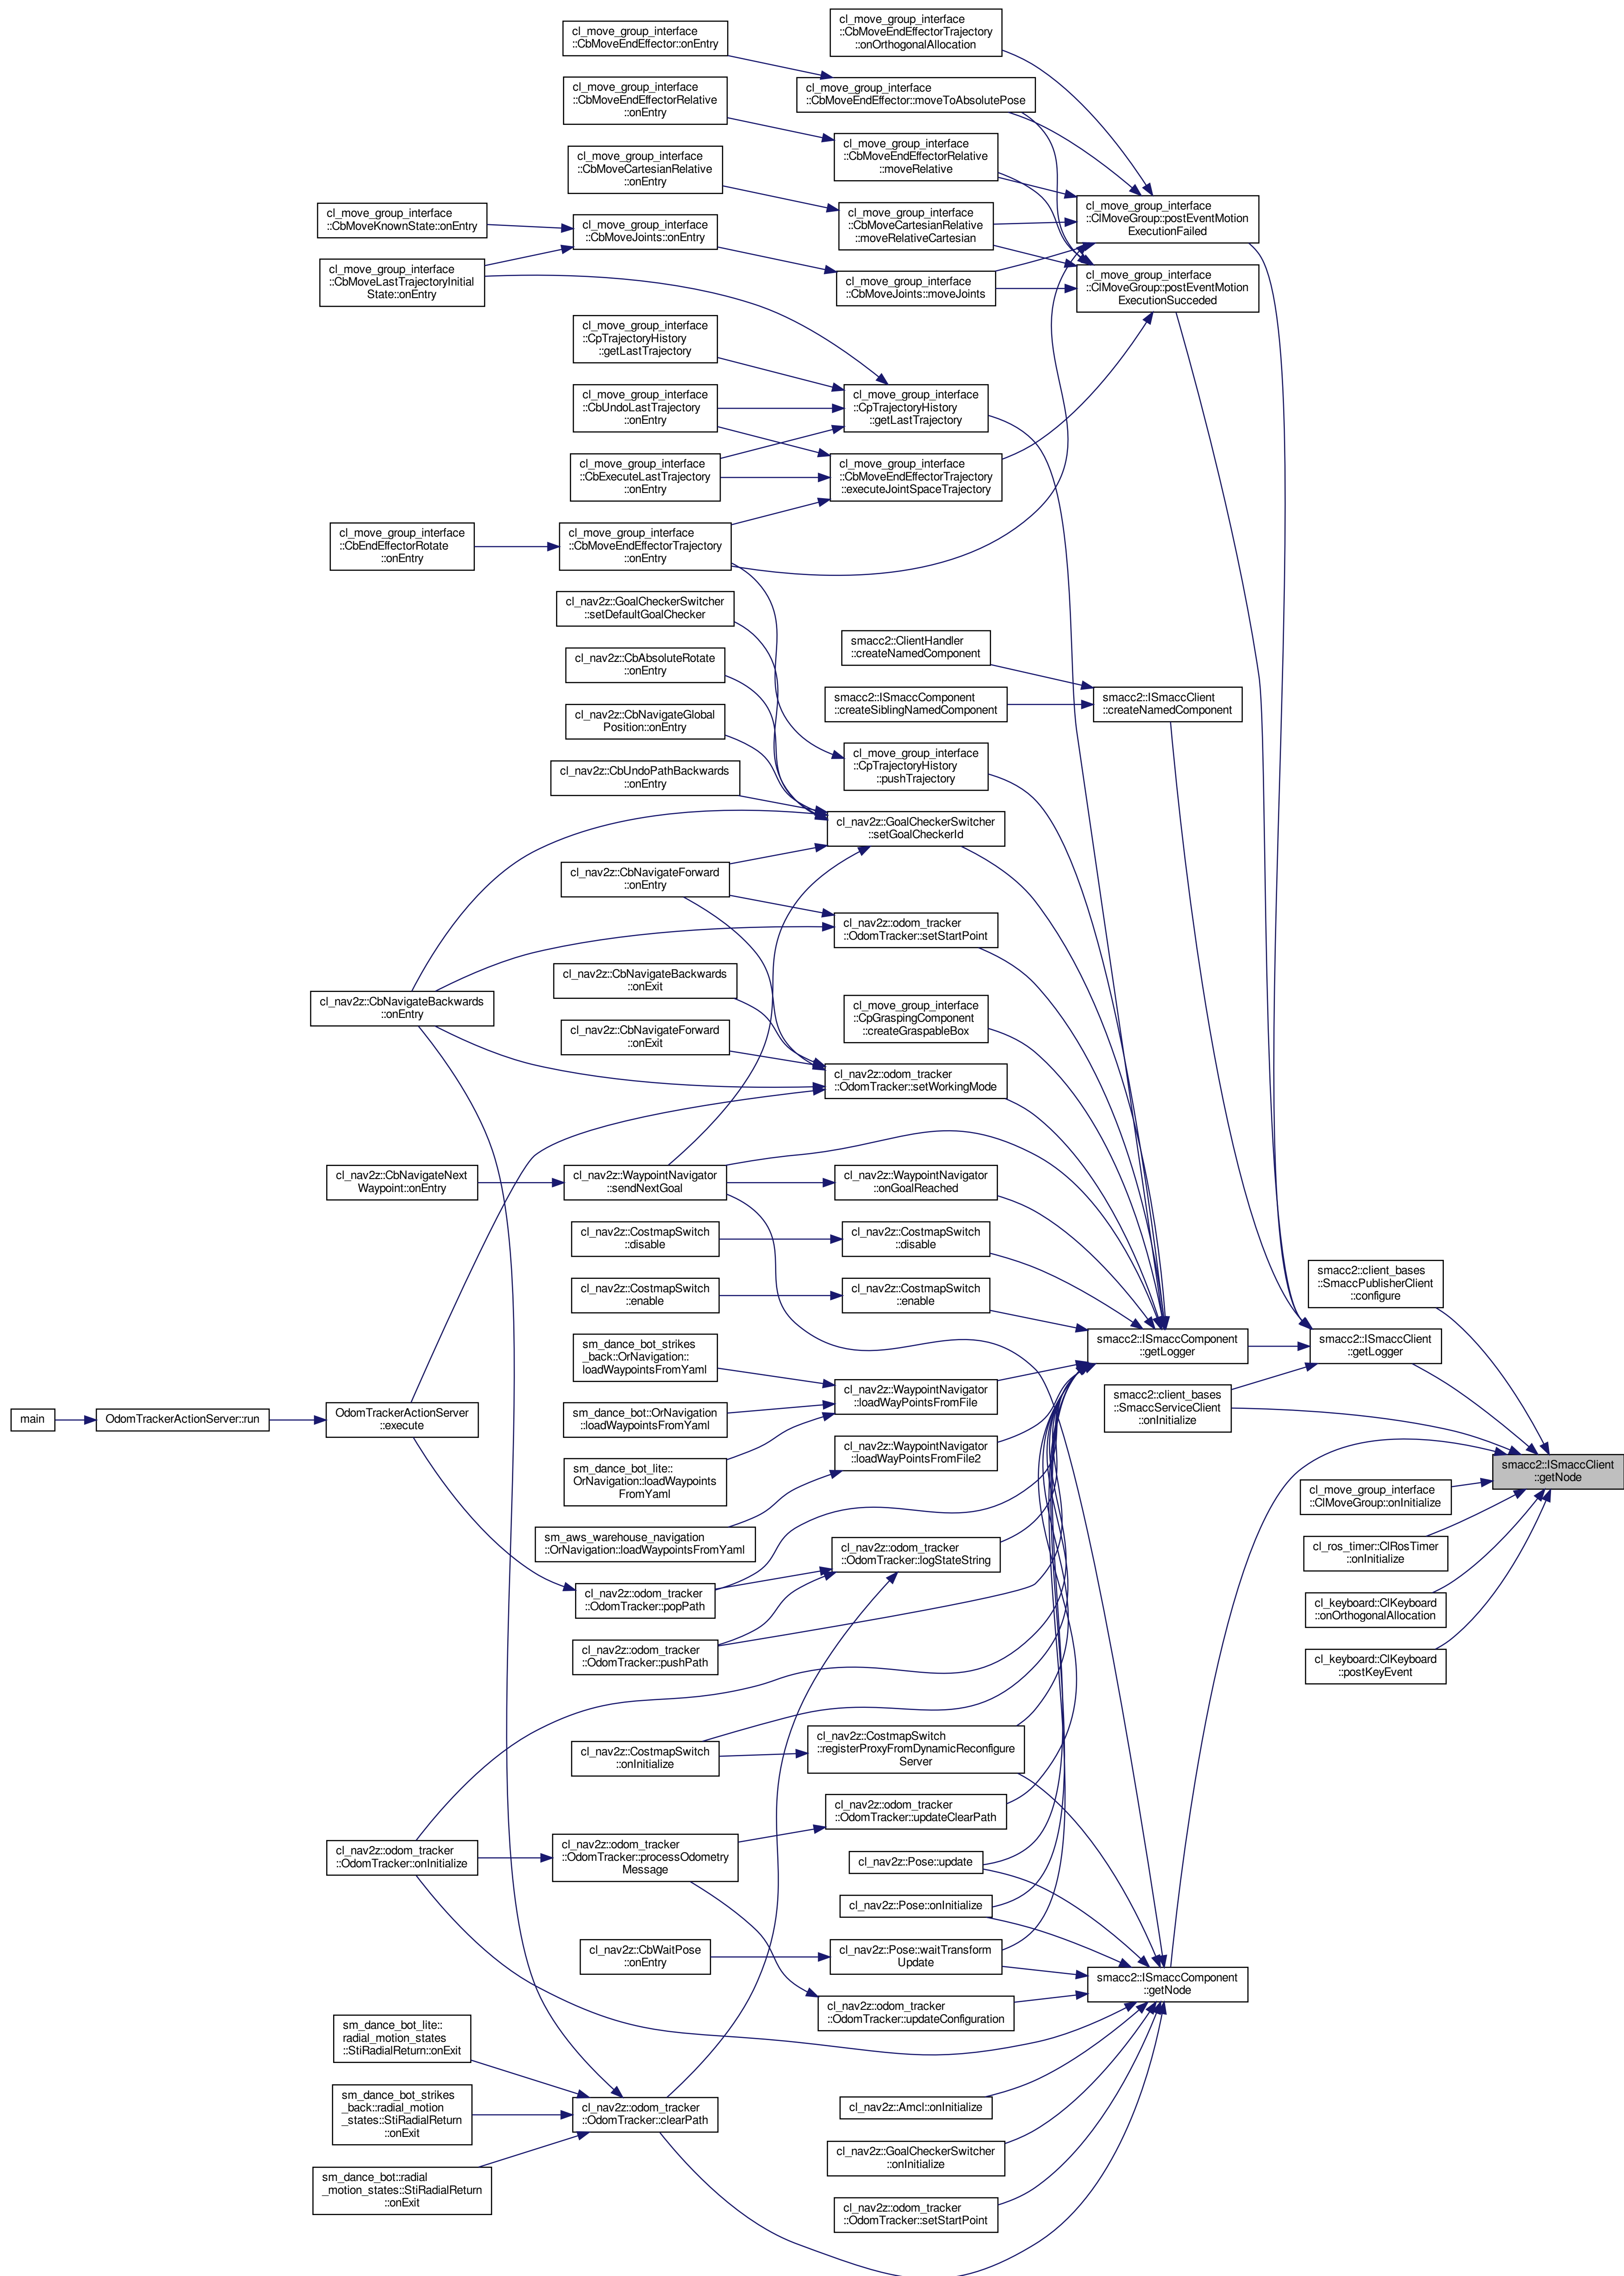 cl_move_group_interface
::CbMoveEndEffectorTrajectory
::onOrthogonalAllocation
cl_move_group_interface
::CbMoveEndEffector::onEntry
cl_move_group_interface
::CbMoveEndEffector::moveToAbsolutePose
cl_move_group_interface
::CbMoveEndEffectorRelative
::onEntry
cl_move_group_interface
::CbMoveEndEffectorRelative
::moveRelative
cl_move_group_interface
::CbMoveCartesianRelative
::onEntry
cl_move_group_interface
::ClMoveGroup::postEventMotion
ExecutionFailed
cl_move_group_interface
::CbMoveKnownState::onEntry
cl_move_group_interface
::CbMoveJoints::onEntry
cl_move_group_interface
::CbMoveCartesianRelative
::moveRelativeCartesian
cl_move_group_interface
::CbMoveLastTrajectoryInitial
State::onEntry
cl_move_group_interface
::CbMoveJoints::moveJoints
cl_move_group_interface
::ClMoveGroup::postEventMotion
ExecutionSucceded
cl_move_group_interface
::CpTrajectoryHistory
::getLastTrajectory
cl_move_group_interface
::CbUndoLastTrajectory
::onEntry
cl_move_group_interface
::CpTrajectoryHistory
::getLastTrajectory
cl_move_group_interface
::CbExecuteLastTrajectory
::onEntry
cl_move_group_interface
::CbMoveEndEffectorTrajectory
::executeJointSpaceTrajectory
cl_move_group_interface
::CbEndEffectorRotate
::onEntry
cl_move_group_interface
::CbMoveEndEffectorTrajectory
::onEntry
cl_nav2z::GoalCheckerSwitcher
::setDefaultGoalChecker
smacc2::ClientHandler
::createNamedComponent
cl_nav2z::CbAbsoluteRotate
::onEntry
smacc2::ISmaccComponent
::createSiblingNamedComponent
smacc2::ISmaccClient
::createNamedComponent
cl_nav2z::CbNavigateGlobal
Position::onEntry
cl_move_group_interface
::CpTrajectoryHistory
::pushTrajectory
cl_nav2z::CbUndoPathBackwards
::onEntry
cl_nav2z::GoalCheckerSwitcher
::setGoalCheckerId
cl_nav2z::CbNavigateForward
::onEntry
cl_nav2z::odom_tracker
::OdomTracker::setStartPoint
cl_nav2z::CbNavigateBackwards
::onExit
cl_nav2z::CbNavigateBackwards
::onEntry
cl_move_group_interface
::CpGraspingComponent
::createGraspableBox
cl_nav2z::CbNavigateForward
::onExit
cl_nav2z::odom_tracker
::OdomTracker::setWorkingMode
cl_nav2z::CbNavigateNext
Waypoint::onEntry
cl_nav2z::WaypointNavigator
::sendNextGoal
cl_nav2z::WaypointNavigator
::onGoalReached
cl_nav2z::CostmapSwitch
::disable
cl_nav2z::CostmapSwitch
::disable
cl_nav2z::CostmapSwitch
::enable
cl_nav2z::CostmapSwitch
::enable
smacc2::client_bases
::SmaccPublisherClient
::configure
sm_dance_bot_strikes
_back::OrNavigation::
loadWaypointsFromYaml
smacc2::ISmaccComponent
::getLogger
smacc2::ISmaccClient
::getLogger
cl_nav2z::WaypointNavigator
::loadWayPointsFromFile
smacc2::client_bases
::SmaccServiceClient
::onInitialize
main
OdomTrackerActionServer::run
OdomTrackerActionServer
::execute
sm_dance_bot::OrNavigation
::loadWaypointsFromYaml
cl_nav2z::WaypointNavigator
::loadWayPointsFromFile2
smacc2::ISmaccClient
::getNode
sm_dance_bot_lite::
OrNavigation::loadWaypoints
FromYaml
cl_move_group_interface
::ClMoveGroup::onInitialize
sm_aws_warehouse_navigation
::OrNavigation::loadWaypointsFromYaml
cl_nav2z::odom_tracker
::OdomTracker::logStateString
cl_ros_timer::ClRosTimer
::onInitialize
cl_nav2z::odom_tracker
::OdomTracker::popPath
cl_keyboard::ClKeyboard
::onOrthogonalAllocation
cl_nav2z::odom_tracker
::OdomTracker::pushPath
cl_keyboard::ClKeyboard
::postKeyEvent
cl_nav2z::CostmapSwitch
::onInitialize
cl_nav2z::CostmapSwitch
::registerProxyFromDynamicReconfigure
Server
cl_nav2z::odom_tracker
::OdomTracker::updateClearPath
cl_nav2z::odom_tracker
::OdomTracker::onInitialize
cl_nav2z::odom_tracker
::OdomTracker::processOdometry
Message
cl_nav2z::Pose::update
cl_nav2z::Pose::onInitialize
cl_nav2z::CbWaitPose
::onEntry
cl_nav2z::Pose::waitTransform
Update
smacc2::ISmaccComponent
::getNode
cl_nav2z::odom_tracker
::OdomTracker::updateConfiguration
sm_dance_bot_lite::
radial_motion_states
::StiRadialReturn::onExit
sm_dance_bot_strikes
_back::radial_motion
_states::StiRadialReturn
::onExit
cl_nav2z::odom_tracker
::OdomTracker::clearPath
cl_nav2z::Amcl::onInitialize
cl_nav2z::GoalCheckerSwitcher
::onInitialize
sm_dance_bot::radial
_motion_states::StiRadialReturn
::onExit
cl_nav2z::odom_tracker
::OdomTracker::setStartPoint